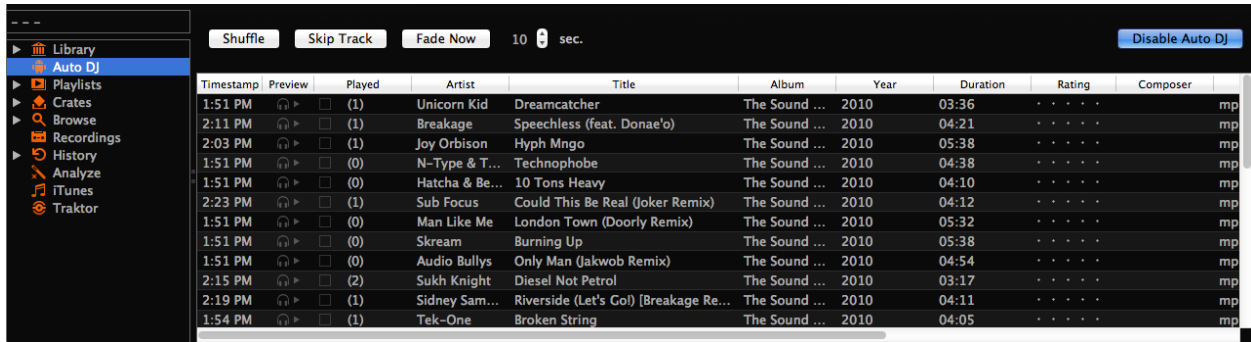 - - -
Shuffle Skip Track Fade Now 10 sec. Disable Auto DJ
Library
Auto DJ
Playlists
Crates
Browse
Recordings
History
Analyze
iTunes
Traktor
Timestamp Preview Played Artist Title Album Year Duration Rating Composer
1:51 PM (1) Unicorn Kid Dreamcatcher The Sound ... 2010 03:36 mp
2:11 PM (1) Breakage Speechless (feat. Donae'o) The Sound ... 2010 04:21 mp
2:03 PM (1) Joy Orbison Hyph Mngo The Sound ... 2010 05:38 mp
1:51 PM (0) N-Type & T... Technophobe The Sound ... 2010 04:38 mp
1:51 PM (0) Hatcha & Be... 10 Tons Heavy The Sound ... 2010 04:10 mp
2:23 PM (1) Sub Focus Could This Be Real (Joker Remix) The Sound ... 2010 04:12 mp
1:51 PM (0) Man Like Me London Town (Doorly Remix) The Sound ... 2010 05:32 mp
1:51 PM (0) Skream Burning Up The Sound ... 2010 05:38 mp
1:51 PM (0) Audio Bullys Only Man (Jakwob Remix) The Sound ... 2010 04:54 mp
2:15 PM (2) Sukh Knight Diesel Not Petrol The Sound ... 2010 03:17 mp
2:19 PM (1) Sidney Sam... Riverside (Let's Go!) [Breakage Re... The Sound ... 2010 04:11 mp
1:54 PM (1) Tek-One Broken String The Sound ... 2010 04:05 mp